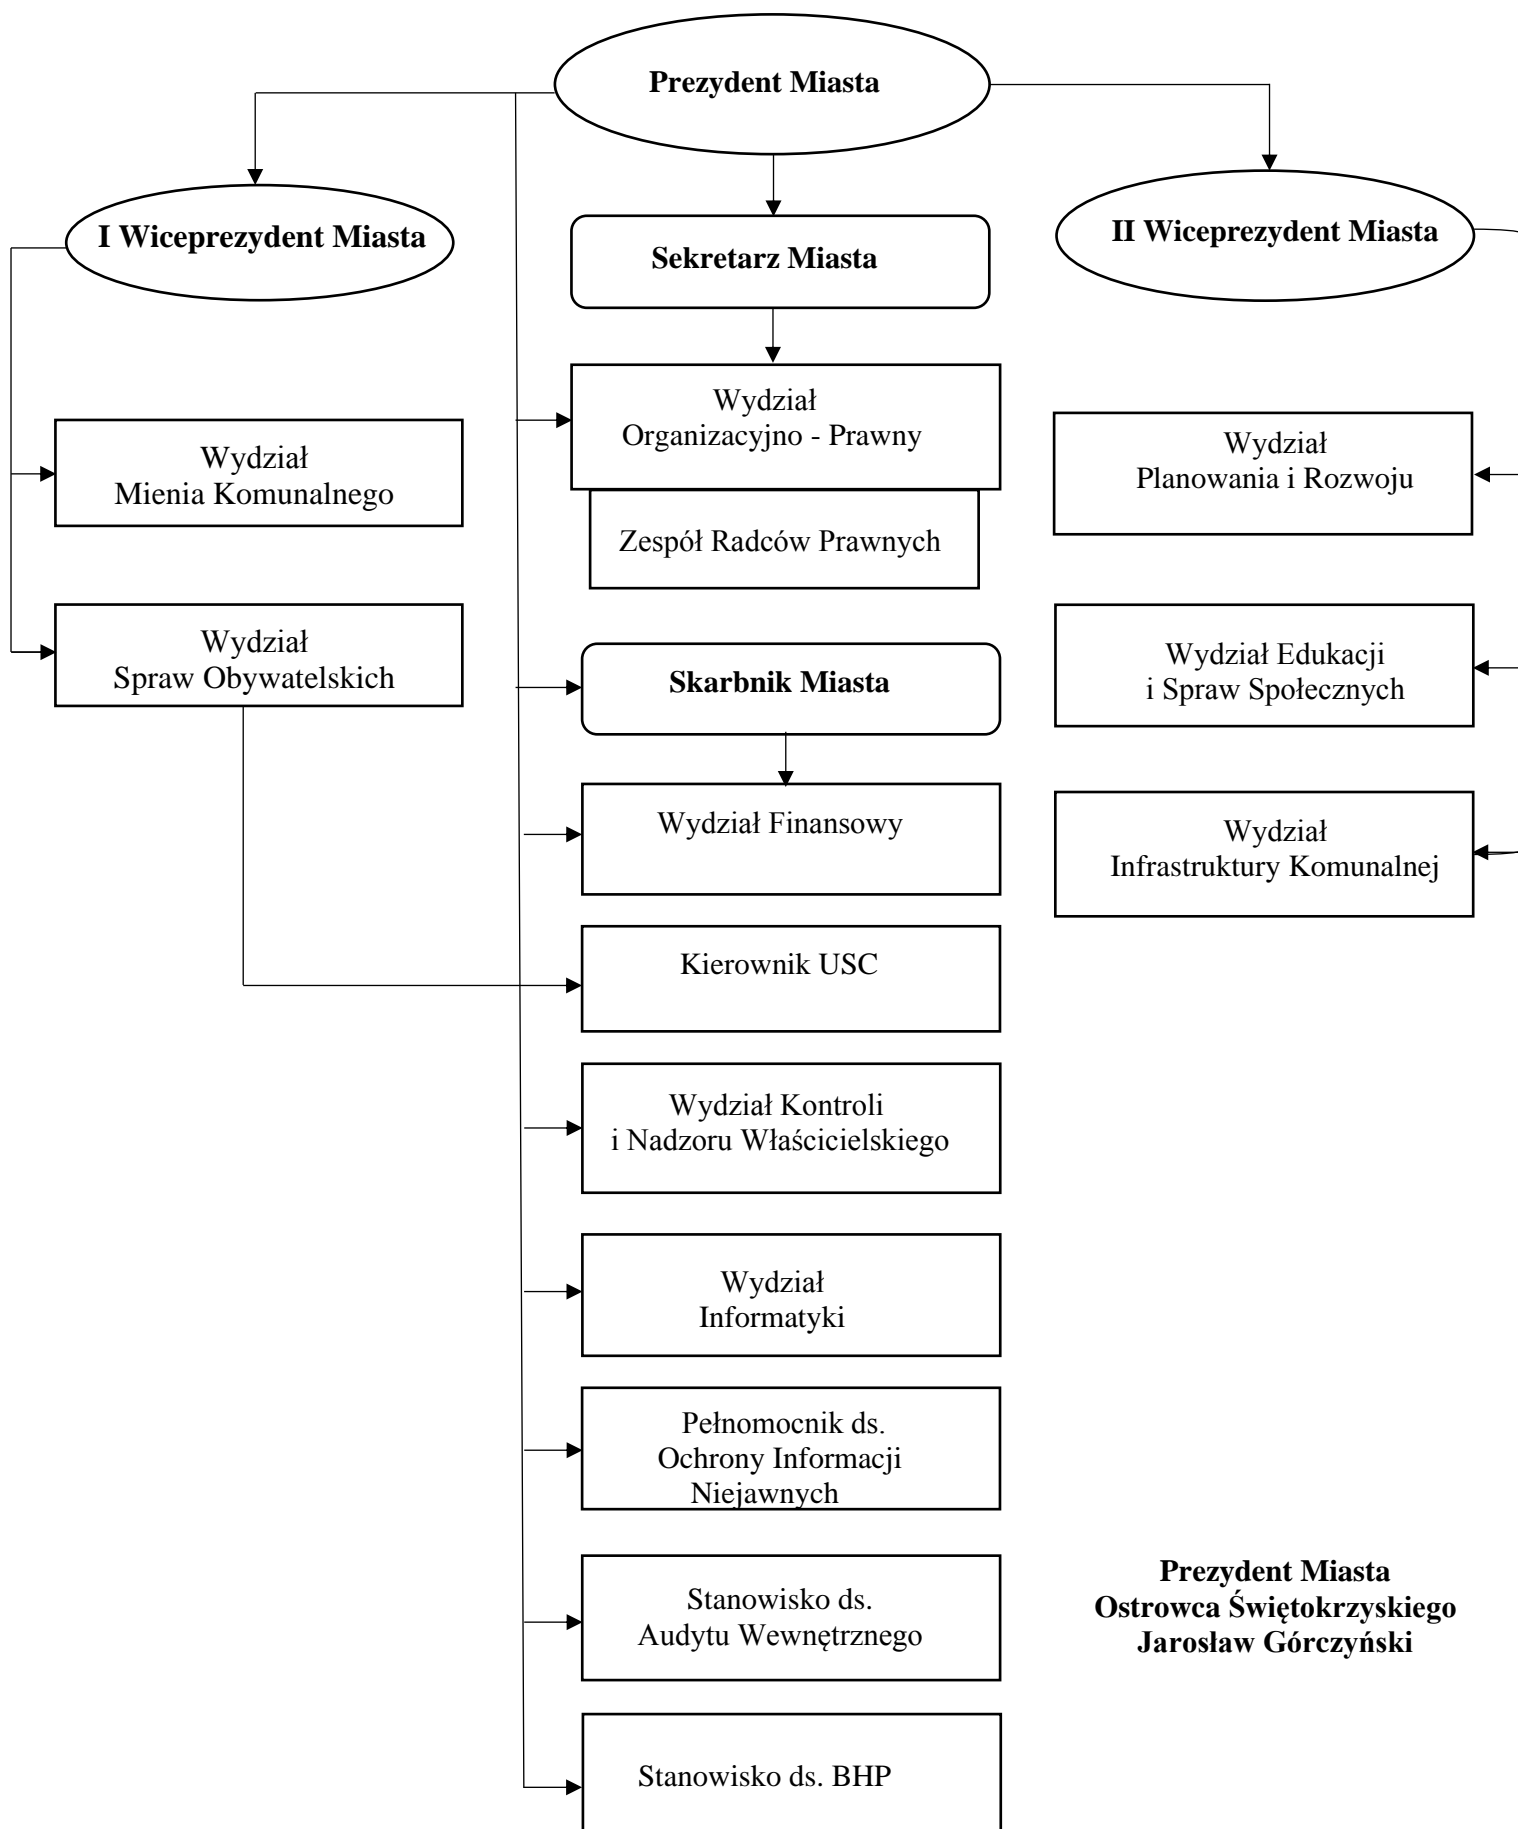 Prezydent Miasta
I Wiceprezydent Miasta
Sekretarz Miasta
II Wiceprezydent Miasta
Wydział
Organizacyjno - Prawny
Zespół Radców Prawnych
Wydział
Mienia Komunalnego
Wydział
Spraw Obywatelskich
Wydział
Planowania i Rozwoju
Wydział Edukacji
i Spraw Społecznych
Wydział
Infrastruktury Komunalnej
Skarbnik Miasta
Wydział Finansowy
Kierownik USC
Wydział Kontroli
i Nadzoru Właścicielskiego
Wydział
Informatyki
Pełnomocnik ds.
Ochrony Informacji
Niejawnych
Stanowisko ds.
Audytu Wewnętrznego
Stanowisko ds. BHP
Prezydent Miasta
Ostrowca Świętokrzyskiego
Jarosław Górczyński